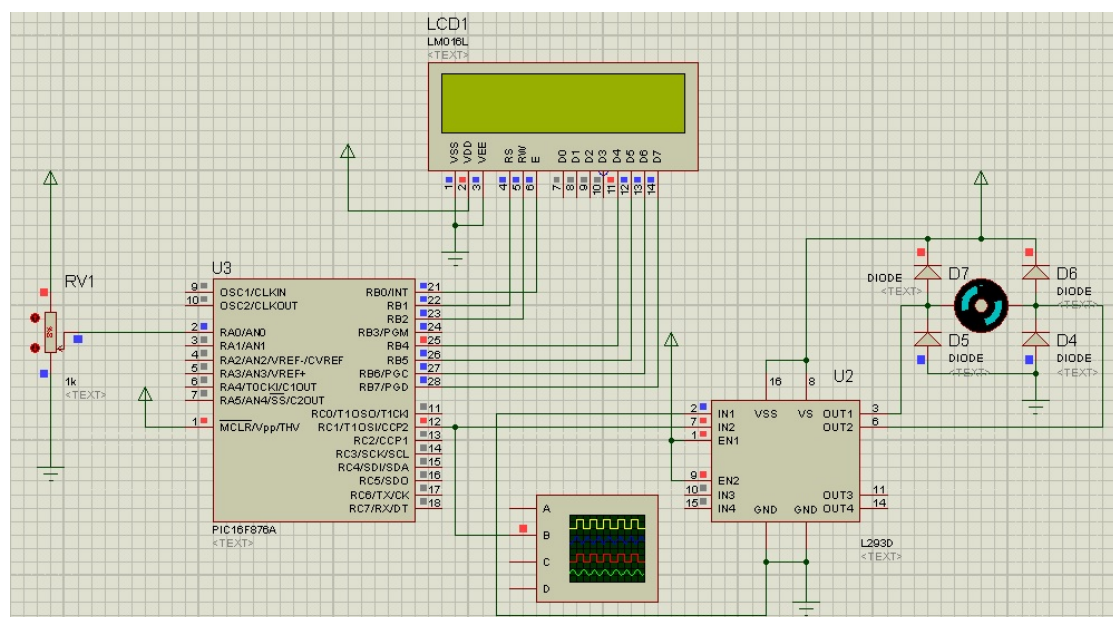 LCD1
LM016L
<TEXT>
VSS VDD VEE RS RW E D0 D1 D2 D3 D4 D5 D6 D7
1 2 3 4 5 6 7 8 9 10 11 12 13 14
RV1
1k
<TEXT>
U3
9 OSC1/CLKIN RB0/INT 21
10 OSC2/CLKOUT RB1 22
RB2 23
2 RA0/AN0 RB3/PGM 24
3 RA1/AN1 RB4 25
4 RA2/AN2/VREF-/CVREF RB5 26
5 RA3/AN3/VREF+ RB6/PGC 27
6 RA4/T0CKI/C1OUT RB7/PGD 28
7 RA5/AN4/SS/C2OUT
RC0/T1OSO/T1CKI 11
1 MCLR/Vpp/THV RC1/T1OSI/CCP2 12
RC2/CCP1 13
RC3/SCK/SCL 14
RC4/SDI/SDA 15
RC5/SDO 16
RC6/TX/CK 17
RC7/RX/DT 18
PIC16F876A
<TEXT>
A
B
C
D
D7
DIODE
<TEXT>
D6
DIODE
<TEXT>
D5
DIODE
<TEXT>
D4
DIODE
<TEXT>
U2
16 8
2 IN1 VSS VS OUT1 3
7 IN2 OUT2 6
1 EN1
9 EN2
10 IN3 OUT3 11
15 IN4 GND GND OUT4 14
L293D
<TEXT>